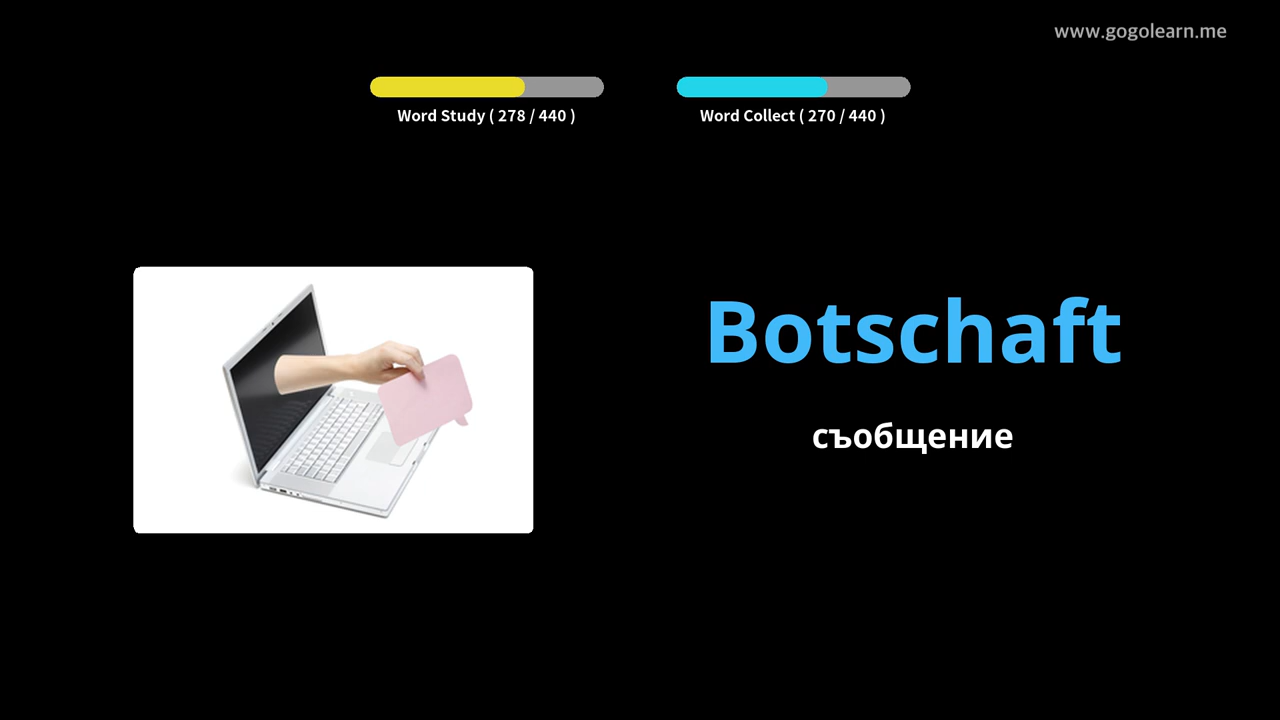 www.gogolearn.me
Word Study ( 278 / 440 )
Word Collect ( 270 / 440 )
Botschaft
съобщение